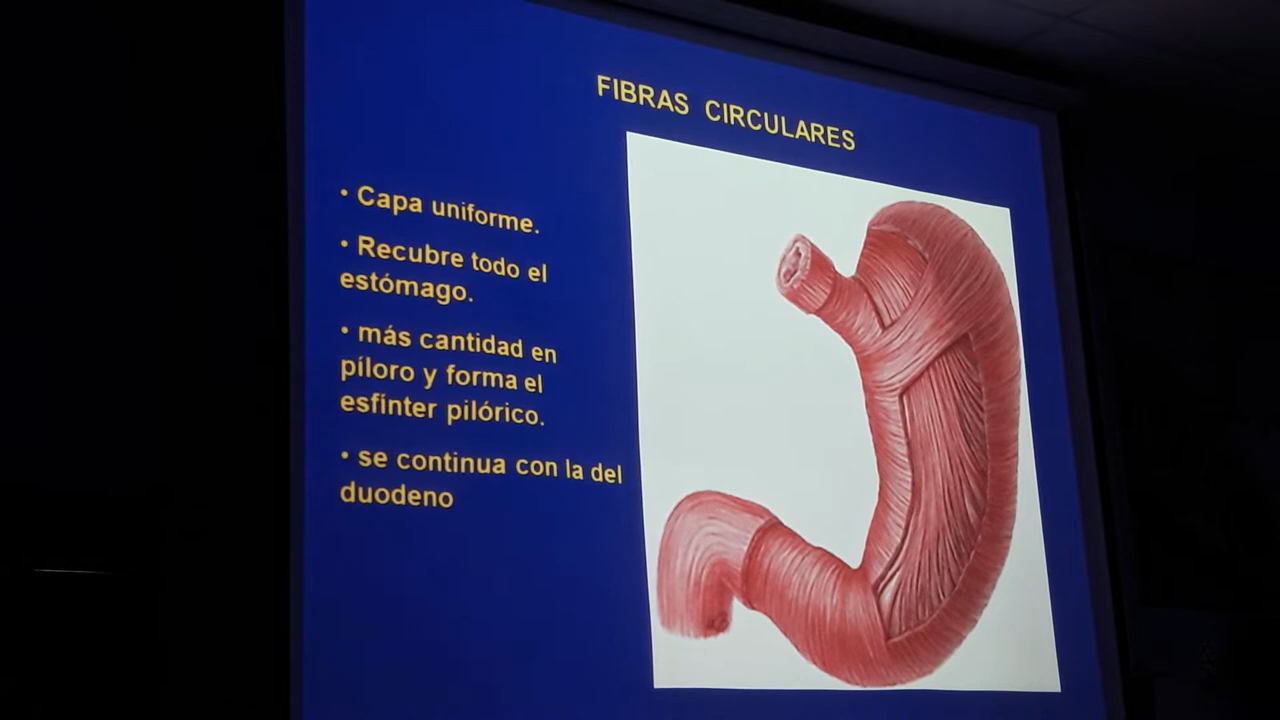 FIBRAS CIRCULARES
• Capa uniforme.
• Recubre todo el
estómago.
• más cantidad en
píloro y forma el
esfínter pilórico.
• se continua con la del
duodeno